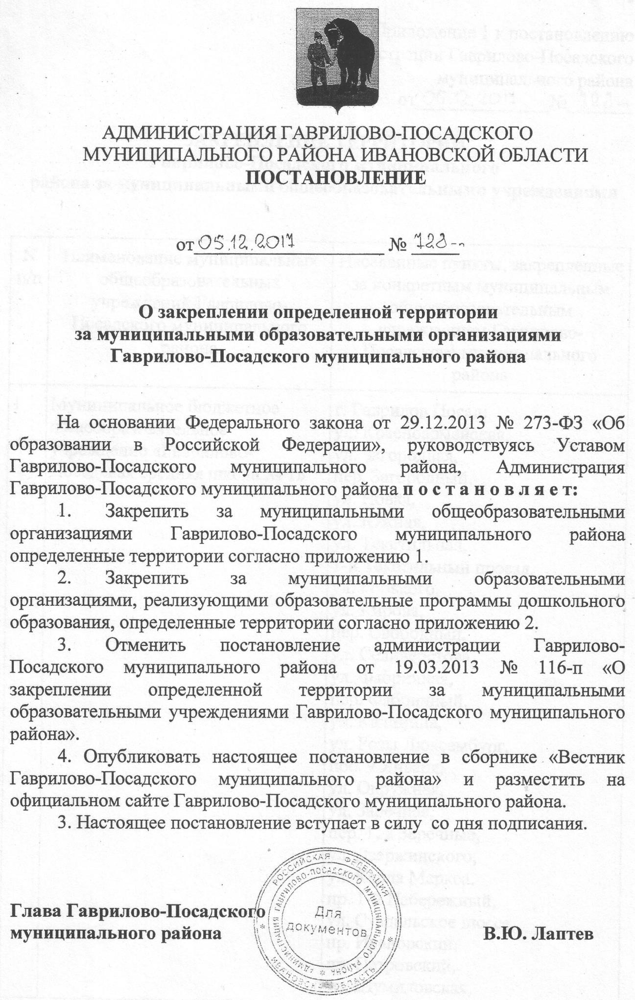 АДМИНИСТРАЦИЯ ГАВРИЛОВО-ПОСАДСКОГО
МУНИЦИПАЛЬНОГО РАЙОНА ИВАНОВСКОЙ ОБЛАСТИ
ПОСТАНОВЛЕНИЕ
от 05.12.2017 №
О закреплении определенной территории
за муниципальными образовательными организациями
Гаврилово-Посадского муниципального района
На основании Федерального закона от 29.12.2013 № 273-ФЗ «Об
образовании в Российской Федерации», руководствуясь Уставом
Гаврилово-Посадского муниципального района, Администрация
Гаврилово-Посадского муниципального района п о с т а н о в л я е т:
1. Закрепить за муниципальными общеобразовательными
организациями Гаврилово-Посадского муниципального района
определенные территории согласно приложению 1.
2. Закрепить за муниципальными образовательными
организациями, реализующими образовательные программы дошкольного
образования, определенные территории согласно приложению 2.
3. Отменить постановление администрации Гаврилово-
Посадского муниципального района от 19.03.2013 № 116-п «О
закреплении определенной территории за муниципальными
образовательными учреждениями Гаврилово-Посадского муниципального
района».
4. Опубликовать настоящее постановление в сборнике «Вестник
Гаврилово-Посадского муниципального района» и разместить на
официальном сайте Гаврилово-Посадского муниципального района.
3. Настоящее постановление вступает в силу со дня подписания.
Глава Гаврилово-Посадского
муниципального района В.Ю. Лаптев
РОССИЙСКАЯ ФЕДЕРАЦИЯ * ИВАНОВСКАЯ ОБЛАСТЬ *
АДМИНИСТРАЦИЯ ГАВРИЛОВО-ПОСАДСКОГО МУНИЦИПАЛЬНОГО РАЙОНА *
Для
документов